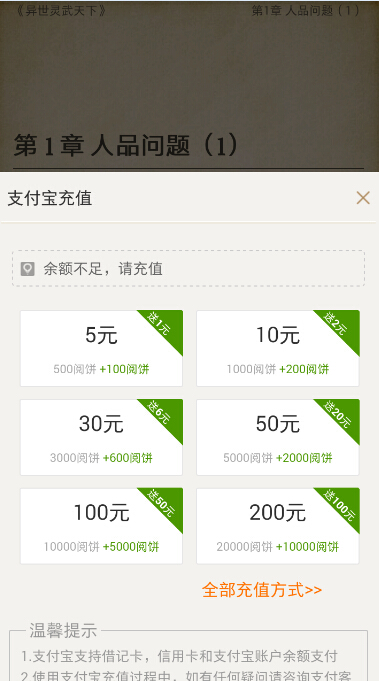 《异世灵武天下》 第1章 人品问题（1）
第1章 人品问题（1）
支付宝充值
余额不足，请充值
送1元 送2元
5元 10元
500阅饼 +100阅饼 1000阅饼 +200阅饼
送6元 送20元
30元 50元
3000阅饼 +600阅饼 5000阅饼 +2000阅饼
送50元 送100元
100元 200元
10000阅饼 +5000阅饼 20000阅饼 +10000阅饼
全部充值方式>>
温馨提示
1.支付宝支持借记卡，信用卡和支付宝账户余额支付
2.使用支付宝充值过程中，如有任何疑问请咨询支付客